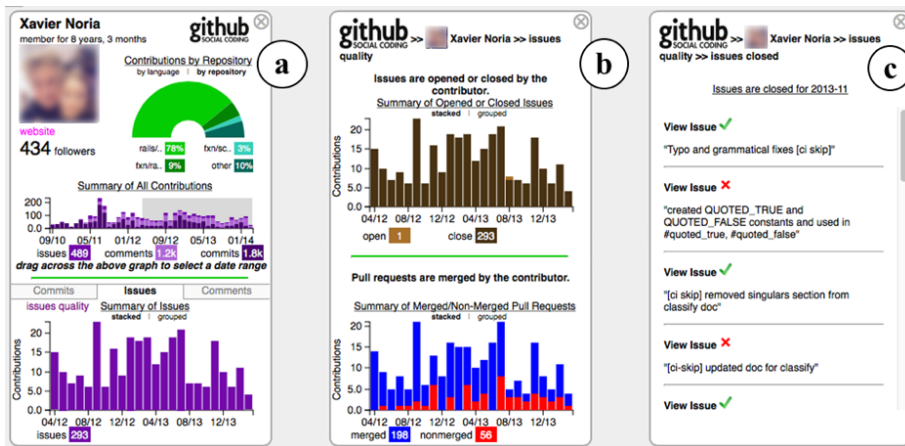 Xavier Noria
member for 8 years, 3 months
github
SOCIAL CODING
a
Contributions by Repository
by language | by repository
website
434 followers
rails/.. 78% fxn/sc.. 3%
fxn/ra.. 9% other 10%
Summary of All Contributions
200
100
0.0
09/10 05/11 01/12 09/12 05/13 01/14
issues 489 comments 1.2k commits 1.8k
drag across the above graph to select a date range
Commits Issues Comments
issues quality Summary of Issues
stacked | grouped
Contributions
20
15
10
5.0
0.0
04/12 08/12 12/12 04/13 08/13 12/13
issues 293
github
SOCIAL CODING
>> Xavier Noria >> issues
quality
b
Issues are opened or closed by the
contributor.
Summary of Opened or Closed Issues
stacked | grouped
Contributions
20
15
10
5.0
0.0
04/12 08/12 12/12 04/13 08/13 12/13
open 1 close 293
Pull requests are merged by the contributor.
Summary of Merged/Non-Merged Pull Requests
stacked | grouped
Contributions
20
15
10
5.0
0.0
04/12 08/12 12/12 04/13 08/13 12/13
merged 198 nonmerged 56
github
SOCIAL CODING
>> Xavier Noria >> issues
quality >> issues closed
c
Issues are closed for 2013-11
View Issue
"Typo and grammatical fixes [ci skip]"
View Issue
"created QUOTED_TRUE and
QUOTED_FALSE constants and used in
#quoted_true, #quoted_false"
View Issue
"[ci skip] removed singulars section from
classify doc"
View Issue
"[ci-skip] updated doc for classify"
View Issue